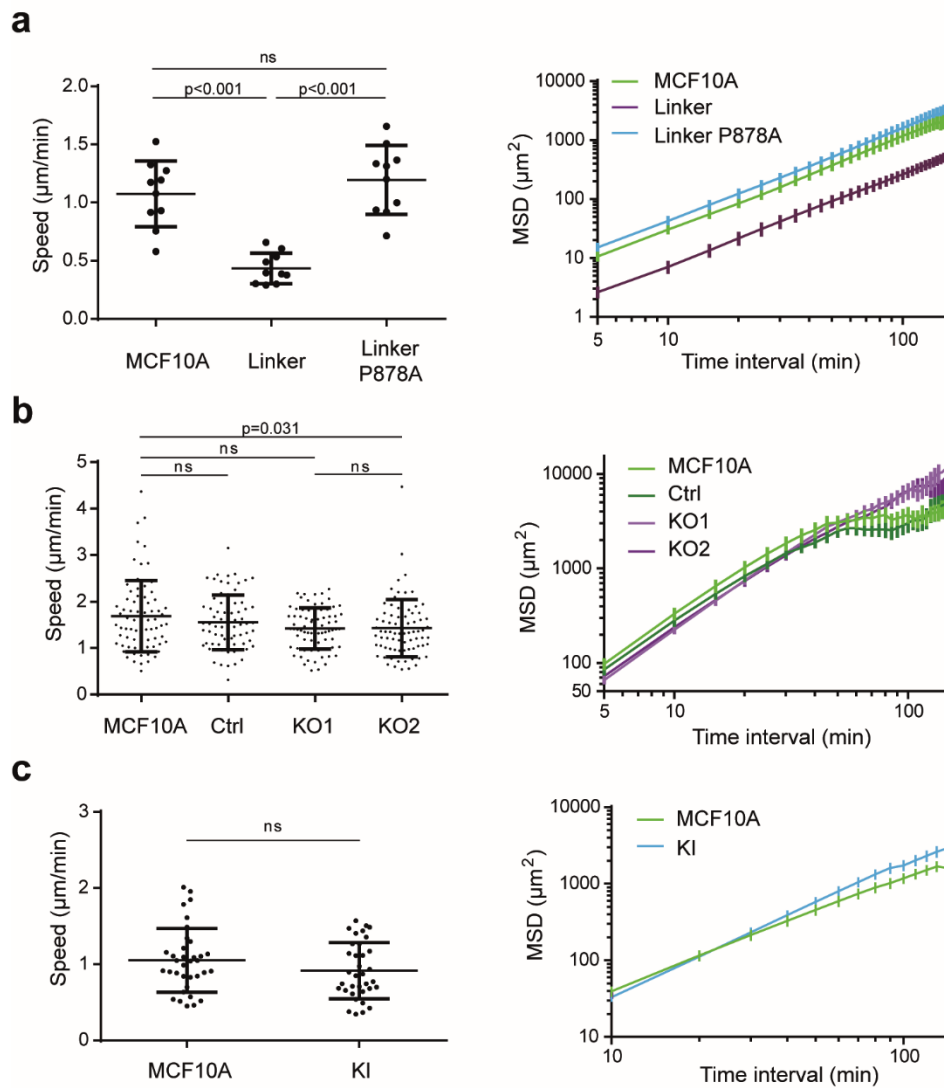 a
ns
p<0.001 p<0.001
Speed (µm/min)
2.0
1.5
1.0
0.5
0.0
MCF10A Linker Linker P878A
MSD (µm²)
10000
1000
100
10
1
MCF10A
Linker
Linker P878A
5 10 100
Time interval (min)
b
p=0.031
ns
ns ns
Speed (µm/min)
5
4
3
2
1
0
MCF10A Ctrl KO1 KO2
MSD (µm²)
10000
1000
100
50
MCF10A
Ctrl
KO1
KO2
5 10 100
Time interval (min)
c
ns
Speed (µm/min)
3
2
1
0
MCF10A KI
MSD (µm²)
10000
1000
100
10
MCF10A
KI
10 100
Time interval (min)